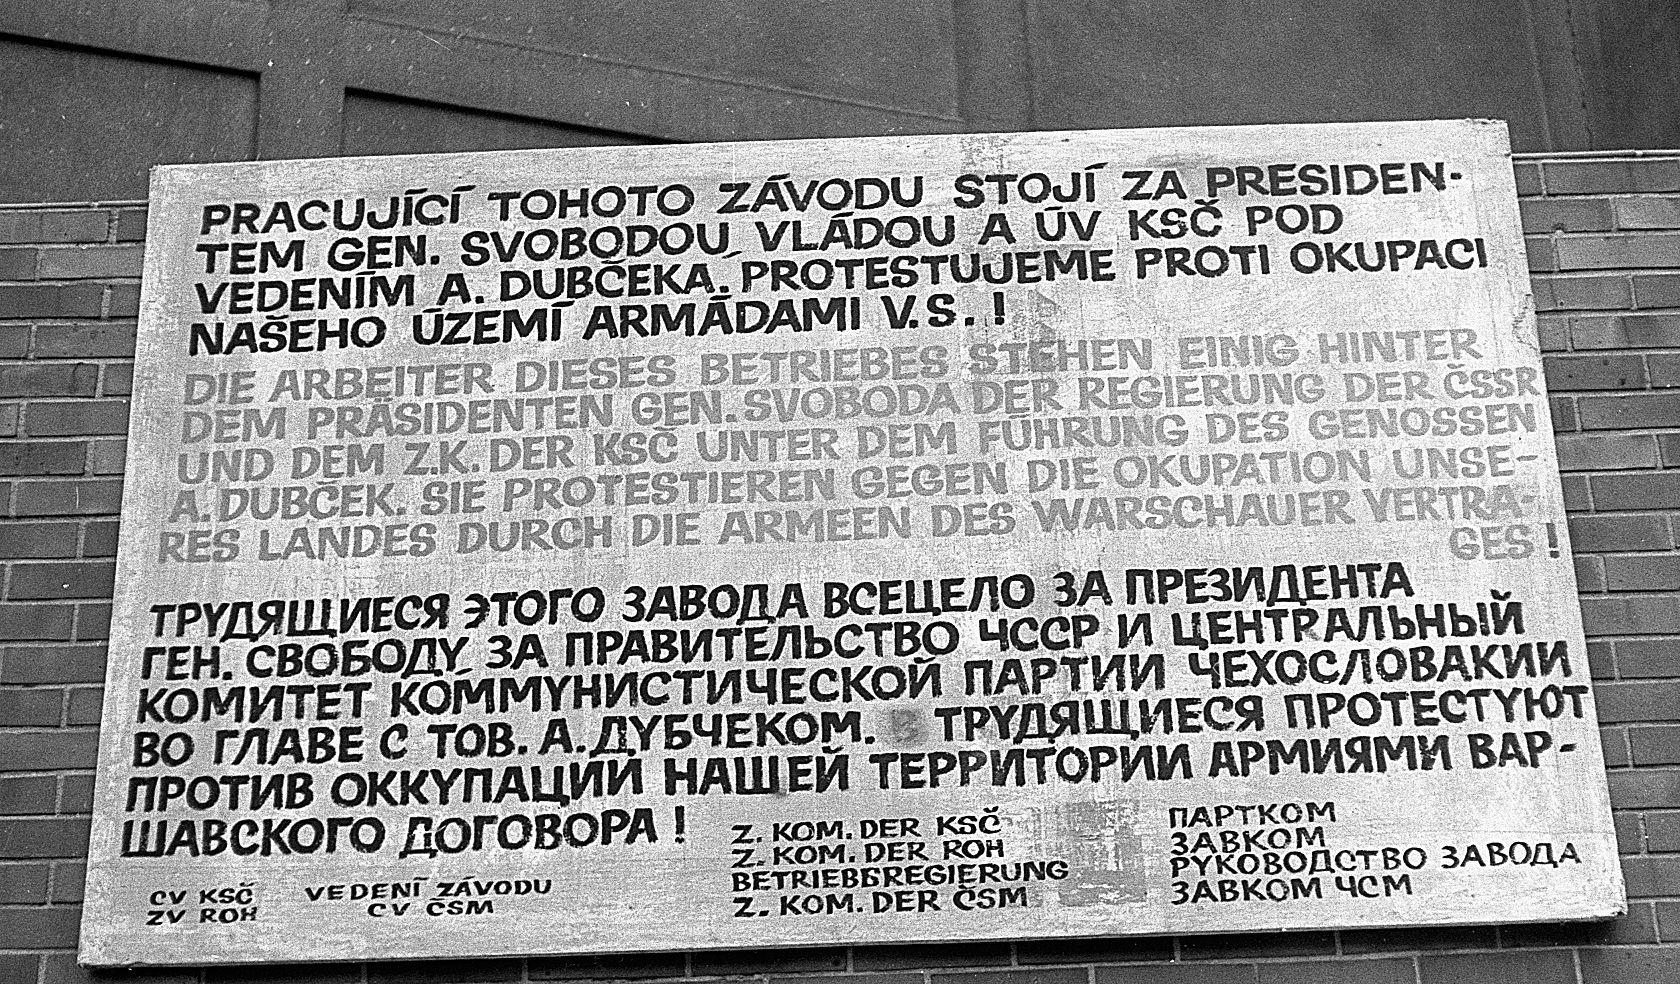 PRACUJÍCÍ TOHOTO ZÁVODU STOJÍ ZA PRESIDEN-
TEM GEN. SVOBODOU, VLÁDOU A ÚV KSČ POD
VEDENÍM A. DUBČEKA. PROTESTUJEME PROTI OKUPACI
NAŠEHO ÚZEMÍ ARMÁDAMI V.S. !
DIE ARBEITER DIESES BETRIEBES STEHEN EINIG HINTER
DEM PRÄSIDENTEN GEN. SVOBODA DER REGIERUNG DER ČSSR
UND DEM Z.K. DER KSČ UNTER DEM FÜHRUNG DES GENOSSEN
A. DUBČEK. SIE PROTESTIEREN GEGEN DIE OKUPATION UNSE-
RES LANDES DURCH DIE ARMEEN DES WARSCHAUER VERTRA-
GES !
ТРУДЯЩИЕСЯ ЭТОГО ЗАВОДА ВСЕЦЕЛО ЗА ПРЕЗИДЕНТА
ГЕН. СВОБОДУ, ЗА ПРАВИТЕЛЬСТВО ЧССР И ЦЕНТРАЛЬНЫЙ
КОМИТЕТ КОММУНИСТИЧЕСКОЙ ПАРТИИ ЧЕХОСЛОВАКИИ
ВО ГЛАВЕ С ТОВ. А. ДУБЧЕКОМ. ТРУДЯЩИЕСЯ ПРОТЕСТУЮТ
ПРОТИВ ОККУПАЦИИ НАШЕЙ ТЕРРИТОРИИ АРМИЯМИ ВАР-
ШАВСКОГО ДОГОВОРА !
CV KSČ VEDENÍ ZÁVODU
ZV ROH CV ČSM
Z. KOM. DER KSČ
Z. KOM. DER ROH
BETRIEBSREGIERUNG
Z. KOM. DER ČSM
ПАРТКОМ
ЗАВКОМ
РУКОВОДСТВО ЗАВОДА
ЗАВКОМ ЧСМ